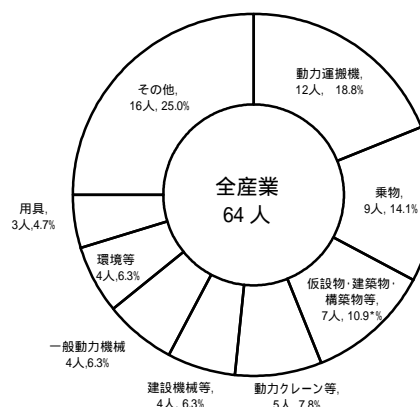 その他,
16人, 25.0%
動力運搬機,
12人, 18.8%
全産業
64 人
乗物,
9人, 14.1%
用具,
3人,4.7%
環境等
4人,6.3%
仮設物・建築物・
構築物等,
7人, 10.9*%
一般動力機械
4人,6.3%
建設機械等,
4人, 6.3%
動力クレーン等,
5人, 7.8%